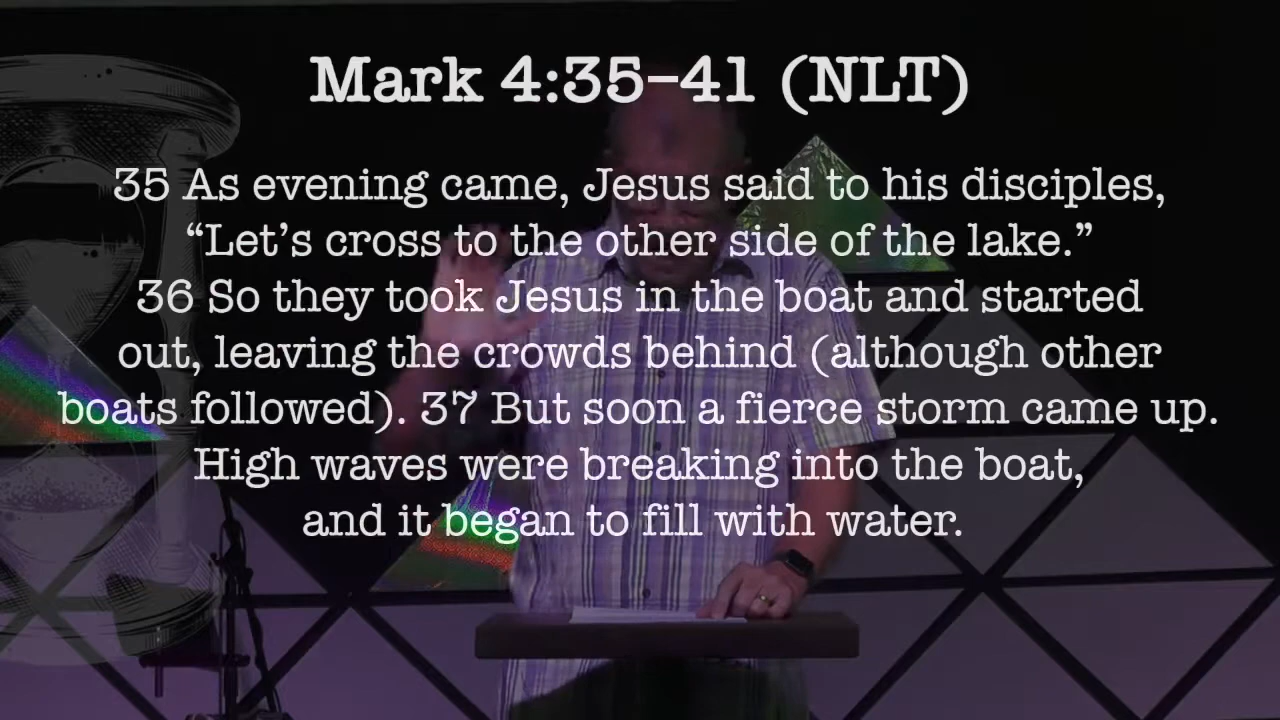 Mark 4:35–41 (NLT)
35 As evening came, Jesus said to his disciples,
“Let’s cross to the other side of the lake.”
36 So they took Jesus in the boat and started
out, leaving the crowds behind (although other
boats followed). 37 But soon a fierce storm came up.
High waves were breaking into the boat,
and it began to fill with water.